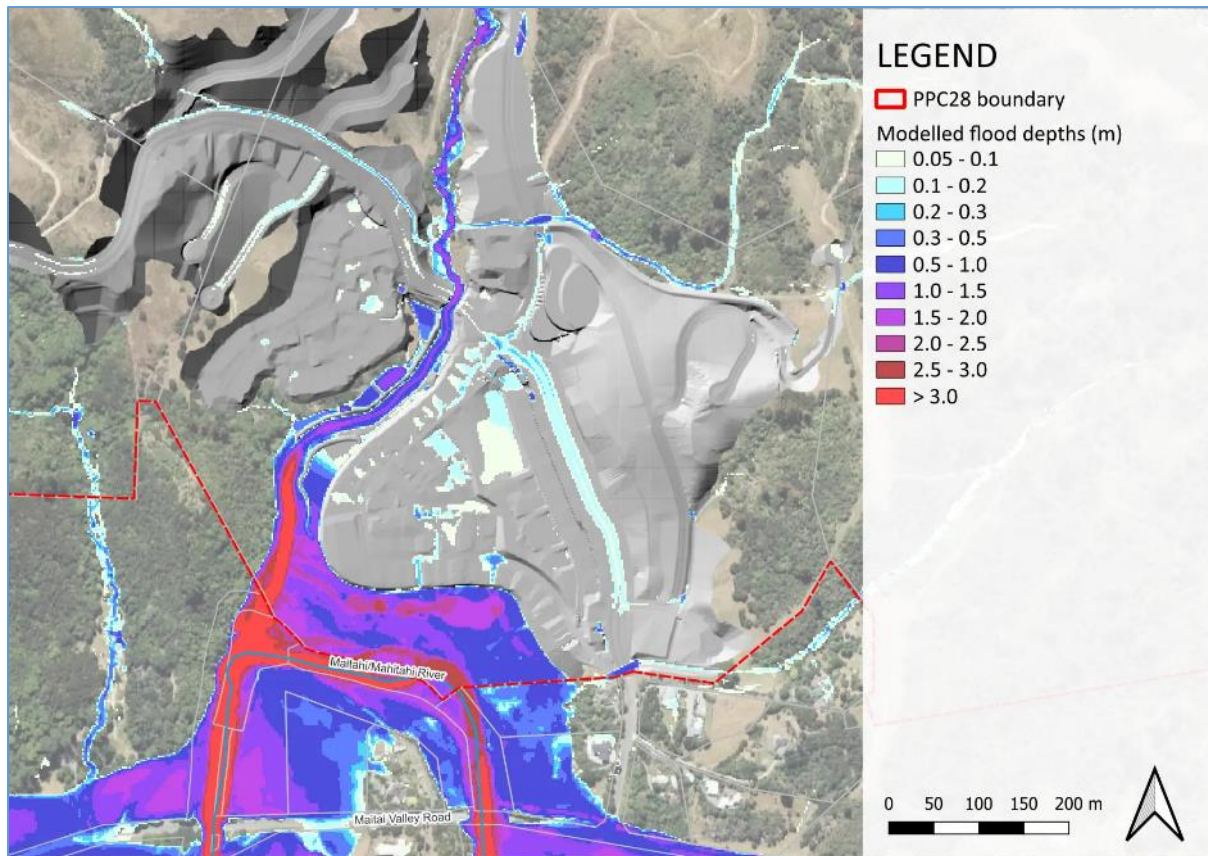 LEGEND
PPC28 boundary
Modelled flood depths (m)
0.05 - 0.1
0.1 - 0.2
0.2 - 0.3
0.3 - 0.5
0.5 - 1.0
1.0 - 1.5
1.5 - 2.0
2.0 - 2.5
2.5 - 3.0
> 3.0
Maitahi/Mahitahi River
Maitai Valley Road
0 50 100 150 200 m